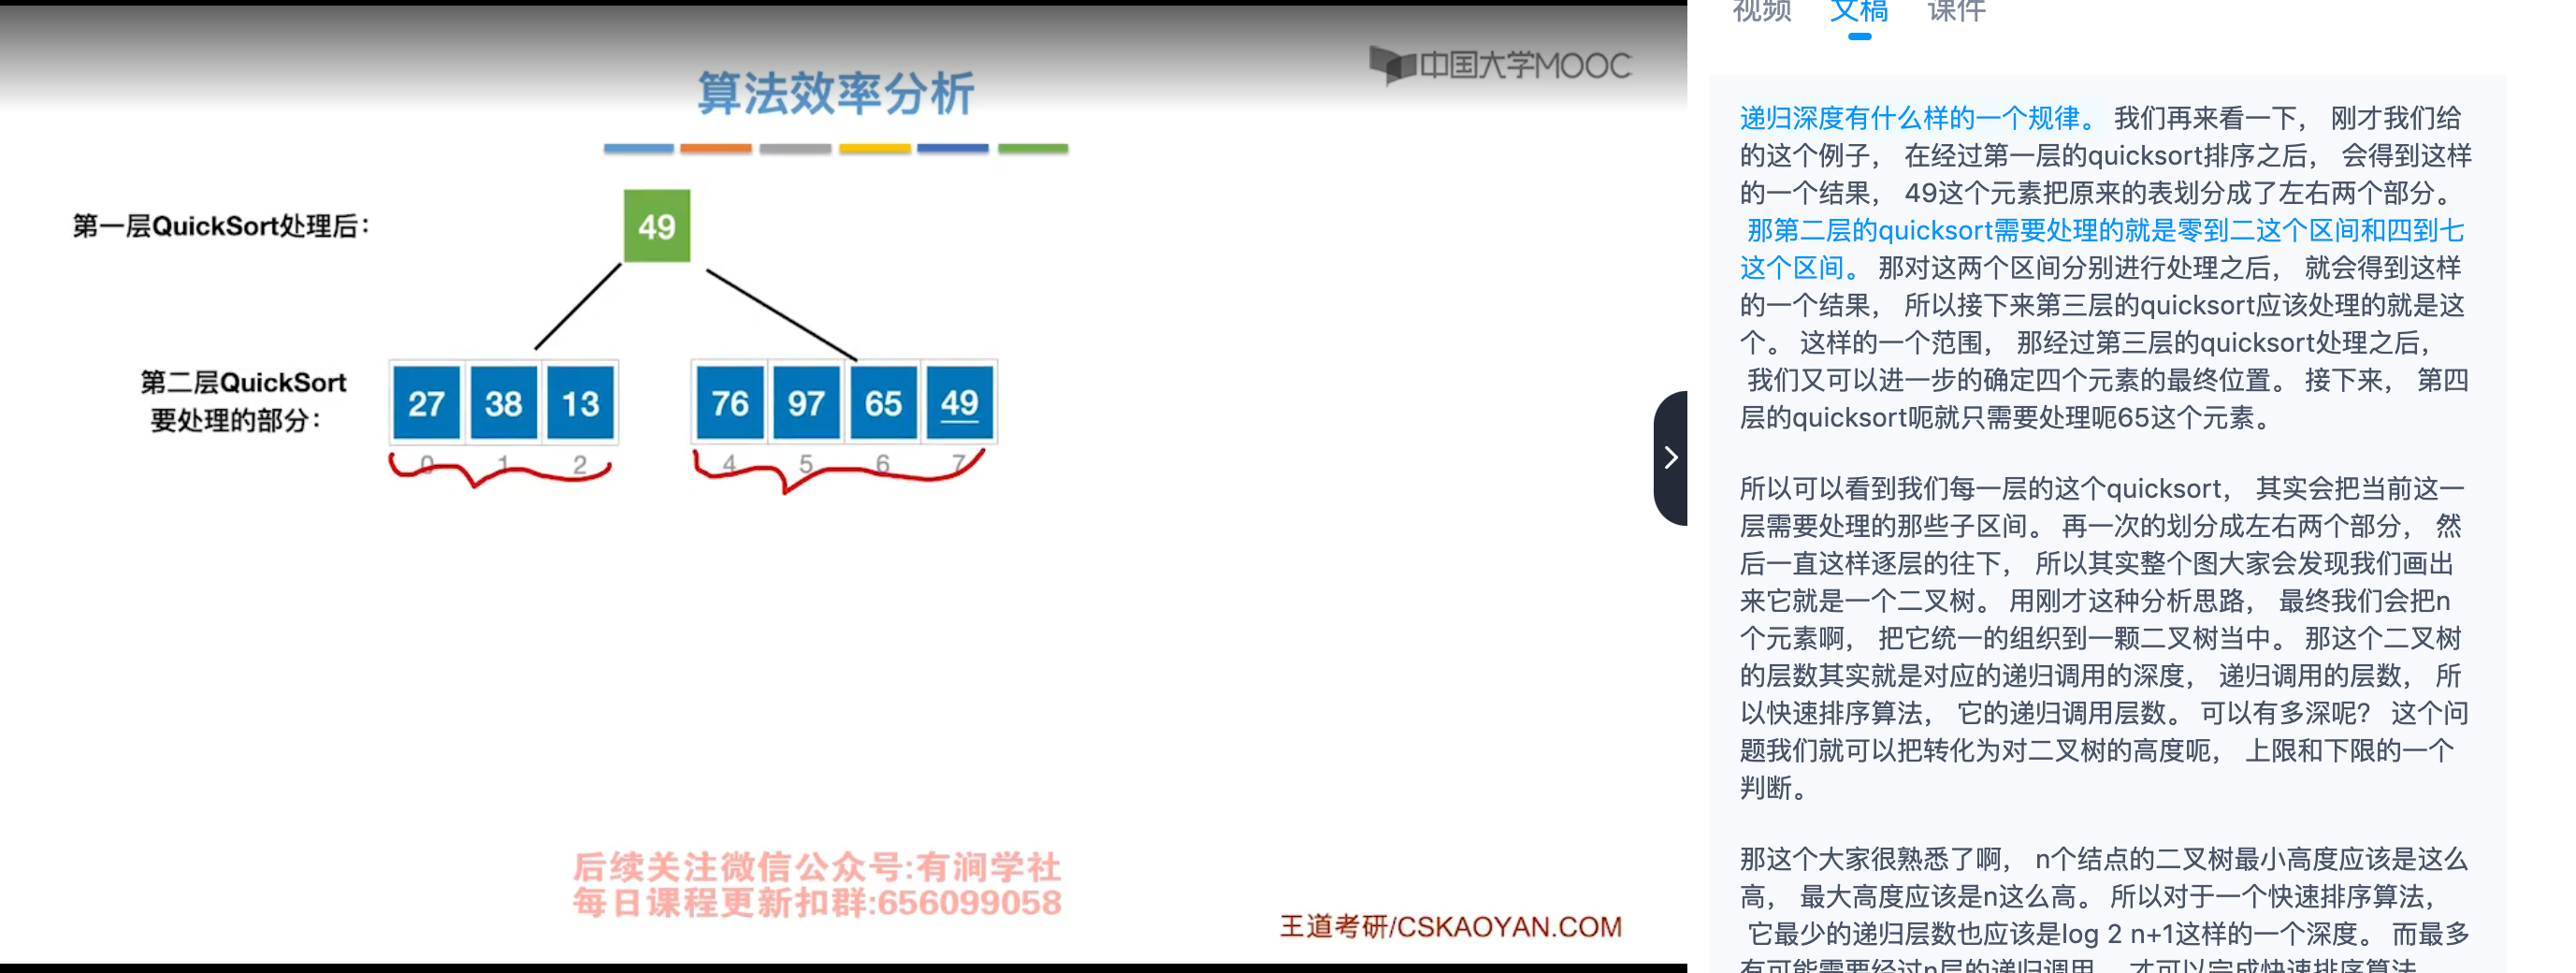 中国大学MOOC
算法效率分析
第一层QuickSort处理后：
49
第二层QuickSort
要处理的部分：
27 38 13
76 97 65 49
0 1 2
4 5 6 7
后续关注微信公众号:有涧学社
每日课程更新扣群:656099058
王道考研/CSKAOYAN.COM
视频 文稿 课件
递归深度有什么样的一个规律。 我们再来看一下， 刚才我们给
的这个例子， 在经过第一层的quicksort排序之后， 会得到这样
的一个结果， 49这个元素把原来的表划分成了左右两个部分。
那第二层的quicksort需要处理的就是零到二这个区间和四到七
这个区间。 那对这两个区间分别进行处理之后， 就会得到这样
的一个结果， 所以接下来第三层的quicksort应该处理的就是这
个。 这样的一个范围， 那经过第三层的quicksort处理之后，
我们又可以进一步的确定四个元素的最终位置。 接下来， 第四
层的quicksort呃就只需要处理呃65这个元素。
所以可以看到我们每一层的这个quicksort， 其实会把当前这一
层需要处理的那些子区间。 再一次的划分成左右两个部分， 然
后一直这样逐层的往下， 所以其实整个图大家会发现我们画出
来它就是一个二叉树。 用刚才这种分析思路， 最终我们会把n
个元素啊， 把它统一的组织到一颗二叉树当中。 那这个二叉树
的层数其实就是对应的递归调用的深度， 递归调用的层数， 所
以快速排序算法， 它的递归调用层数。 可以有多深呢？ 这个问
题我们就可以把转化为对二叉树的高度呃， 上限和下限的一个
判断。
那这个大家很熟悉了啊， n个结点的二叉树最小高度应该是这么
高， 最大高度应该是n这么高。 所以对于一个快速排序算法，
它最少的递归层数也应该是log 2 n+1这样的一个深度。 而最多
有可能需要经过n层的递归调用， 才可以完成快速排序算法